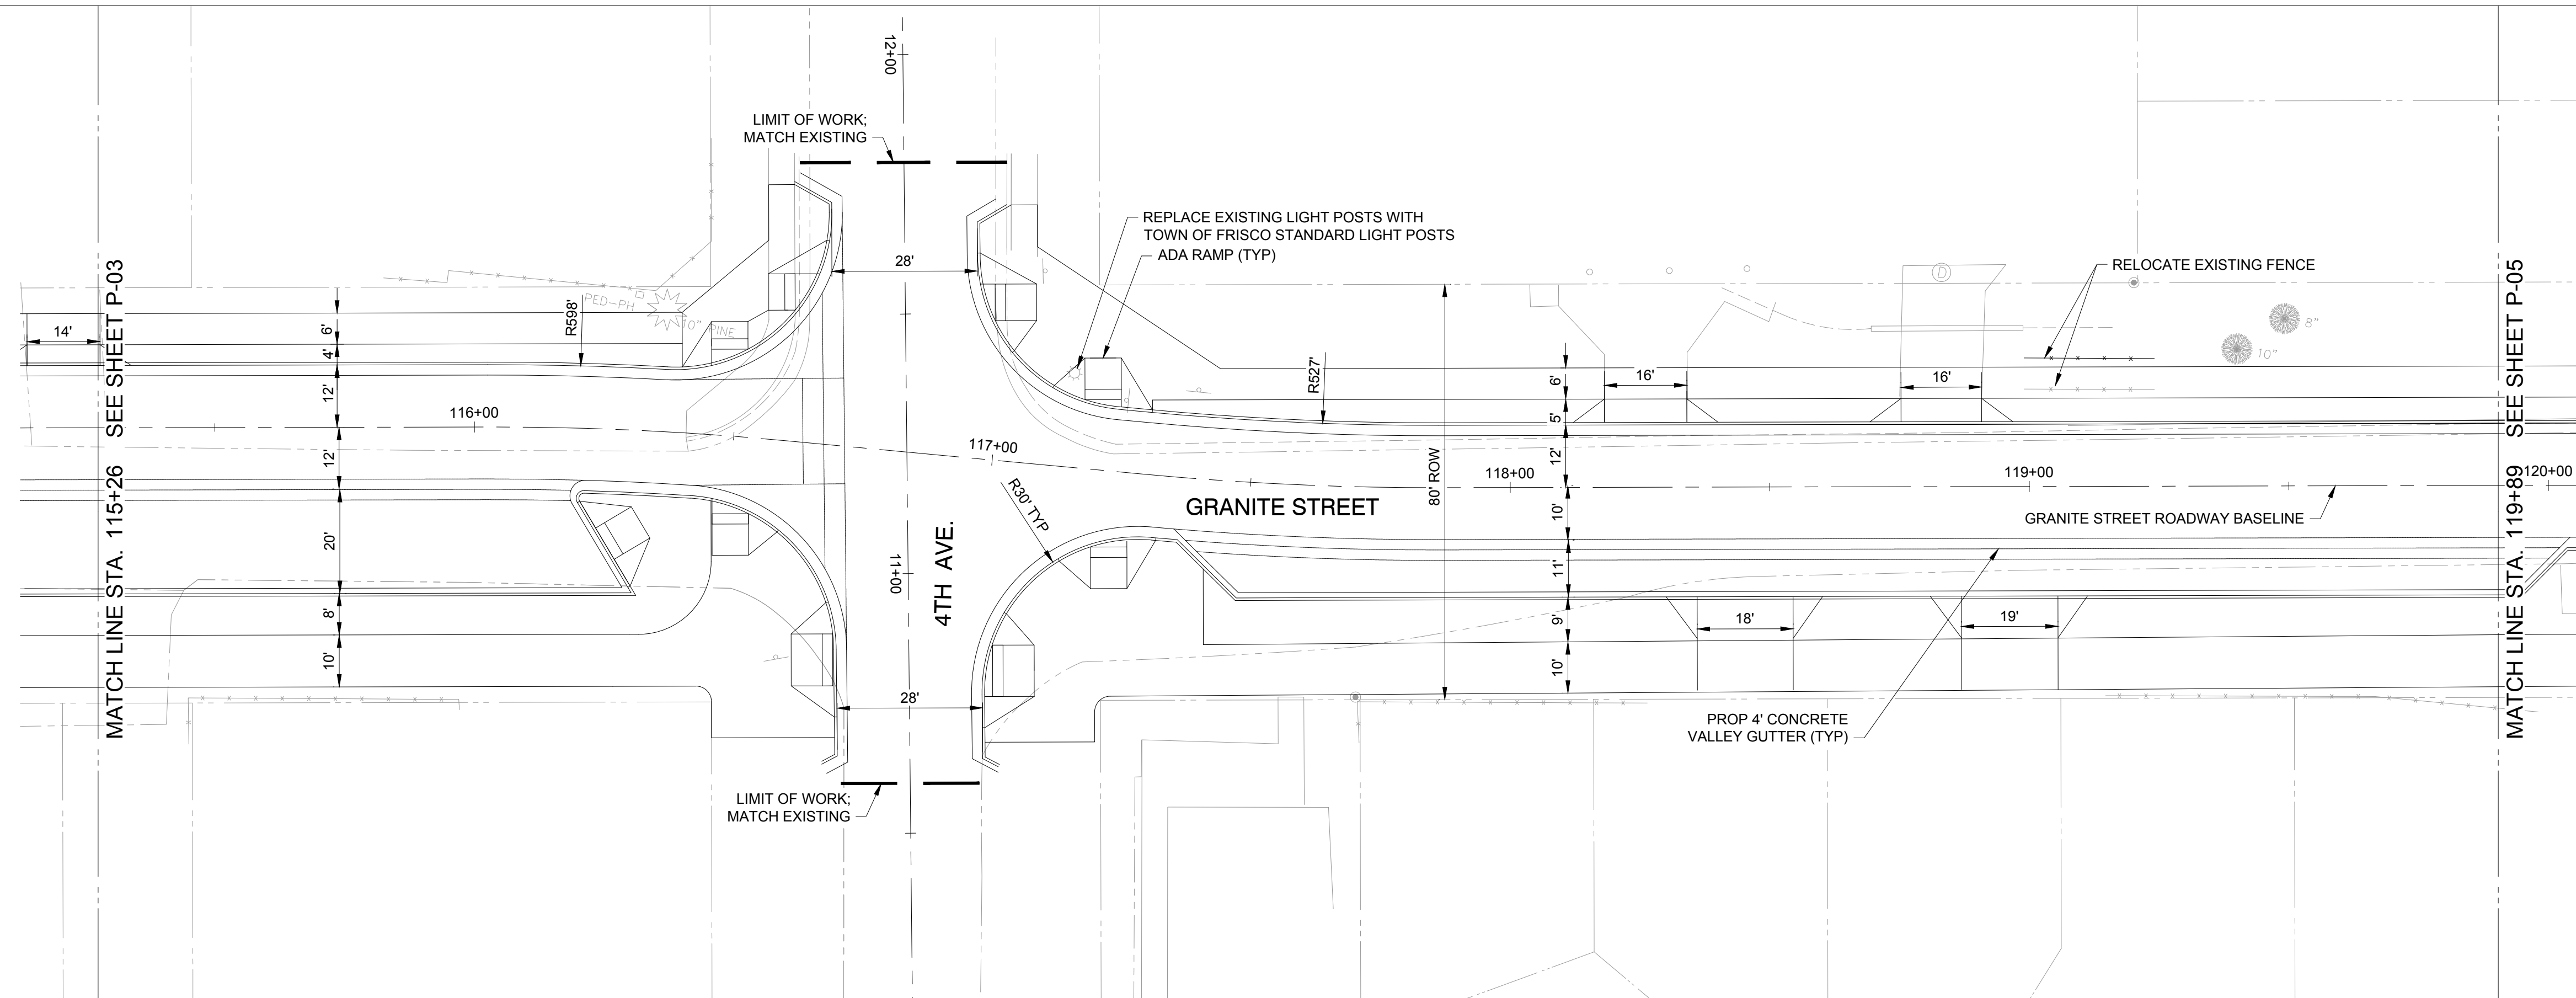 12+00
LIMIT OF WORK;
MATCH EXISTING
REPLACE EXISTING LIGHT POSTS WITH
TOWN OF FRISCO STANDARD LIGHT POSTS
ADA RAMP (TYP)
28'
RELOCATE EXISTING FENCE
D
MATCH LINE STA. 115+26 SEE SHEET P-03
14'
6'
4'
12'
12'
20'
8'
10'
R598'
PED-PH
10" PINE
116+00
117+00
R527'
6'
5'
12'
10'
11'
9'
10'
16'
16'
8"
10"
80' ROW
118+00
119+00
120+00
GRANITE STREET
R30' TYP
4TH AVE.
11+00
GRANITE STREET ROADWAY BASELINE
18'
19'
28'
PROP 4' CONCRETE
VALLEY GUTTER (TYP)
LIMIT OF WORK;
MATCH EXISTING
MATCH LINE STA. 119+89 SEE SHEET P-05